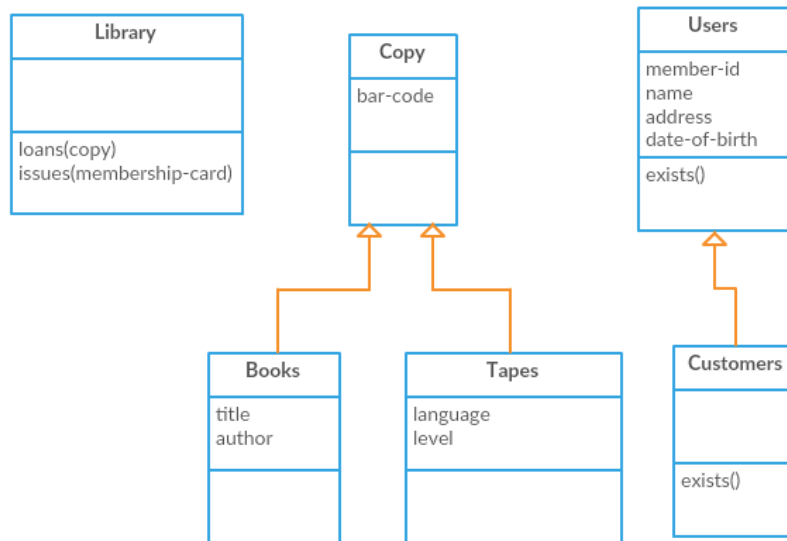 Library
loans(copy)
issues(membership-card)
Copy
bar-code
Users
member-id
name
address
date-of-birth
exists()
Books
title
author
Tapes
language
level
Customers
exists()